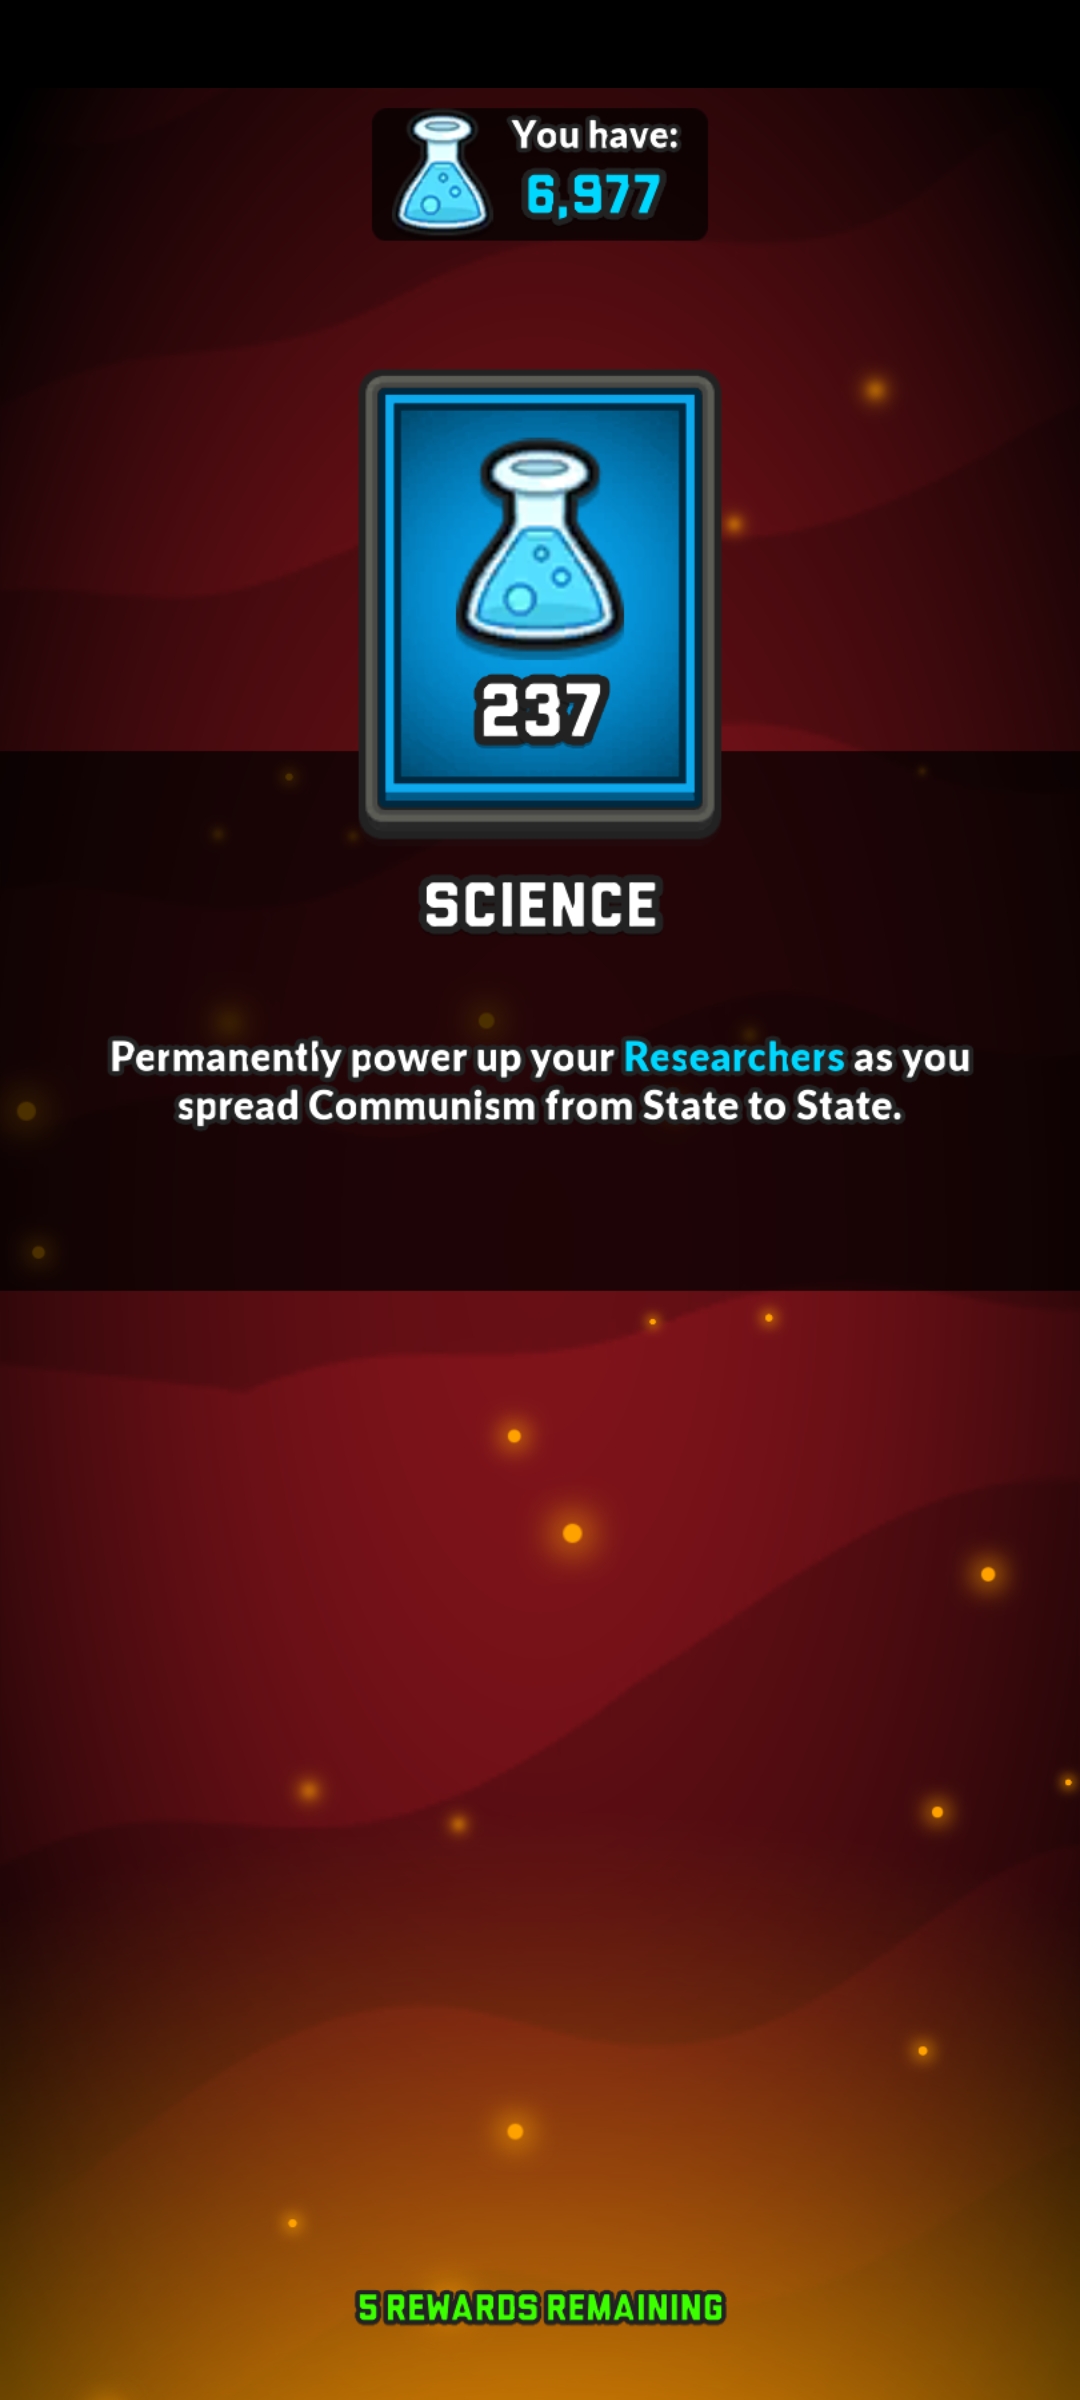 You have:
6,977
237
SCIENCE
Permanently power up your Researchers as you
spread Communism from State to State.
5 REWARDS REMAINING